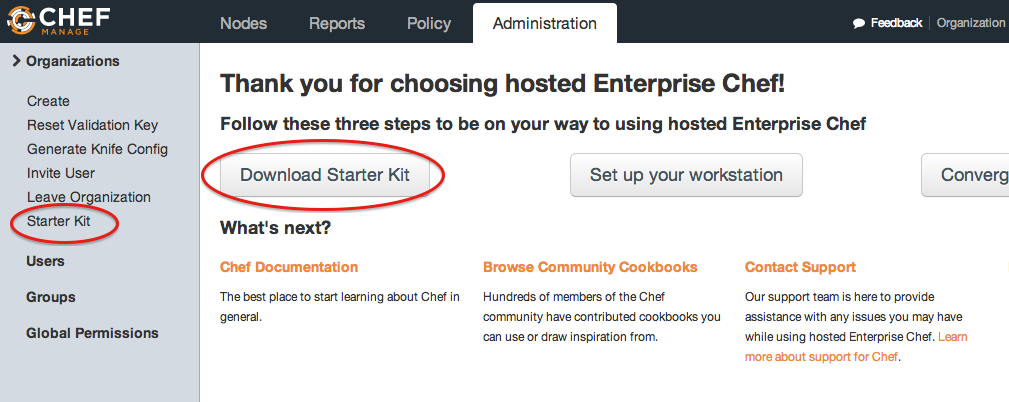 CHEF
MANAGE
Nodes Reports Policy Administration
Feedback Organization
Organizations
Create
Reset Validation Key
Generate Knife Config
Invite User
Leave Organization
Starter Kit
Users
Groups
Global Permissions
Thank you for choosing hosted Enterprise Chef!
Follow these three steps to be on your way to using hosted Enterprise Chef
Download Starter Kit Set up your workstation Converg
What's next?
Chef Documentation
The best place to start learning about Chef in
general.
Browse Community Cookbooks
Hundreds of members of the Chef
community have contributed cookbooks you
can use or draw inspiration from.
Contact Support
Our support team is here to provide
assistance with any issues you may have
while using hosted Enterprise Chef. Learn
more about support for Chef.